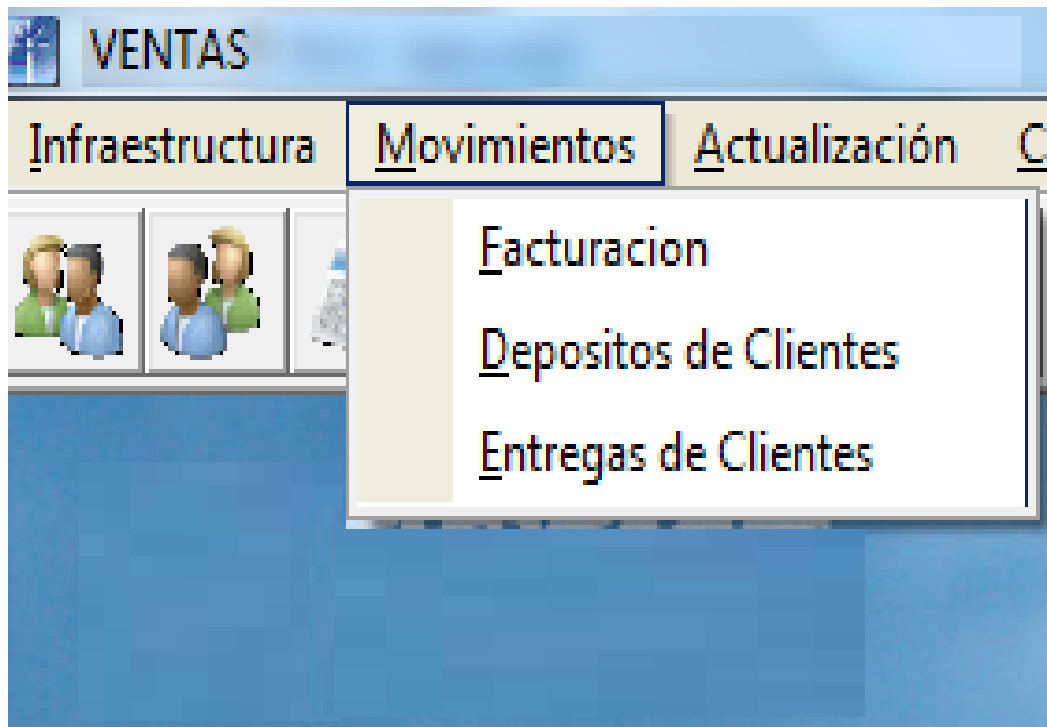 VENTAS
Infraestructura Movimientos Actualización C
Facturacion
Depositos de Clientes
Entregas de Clientes